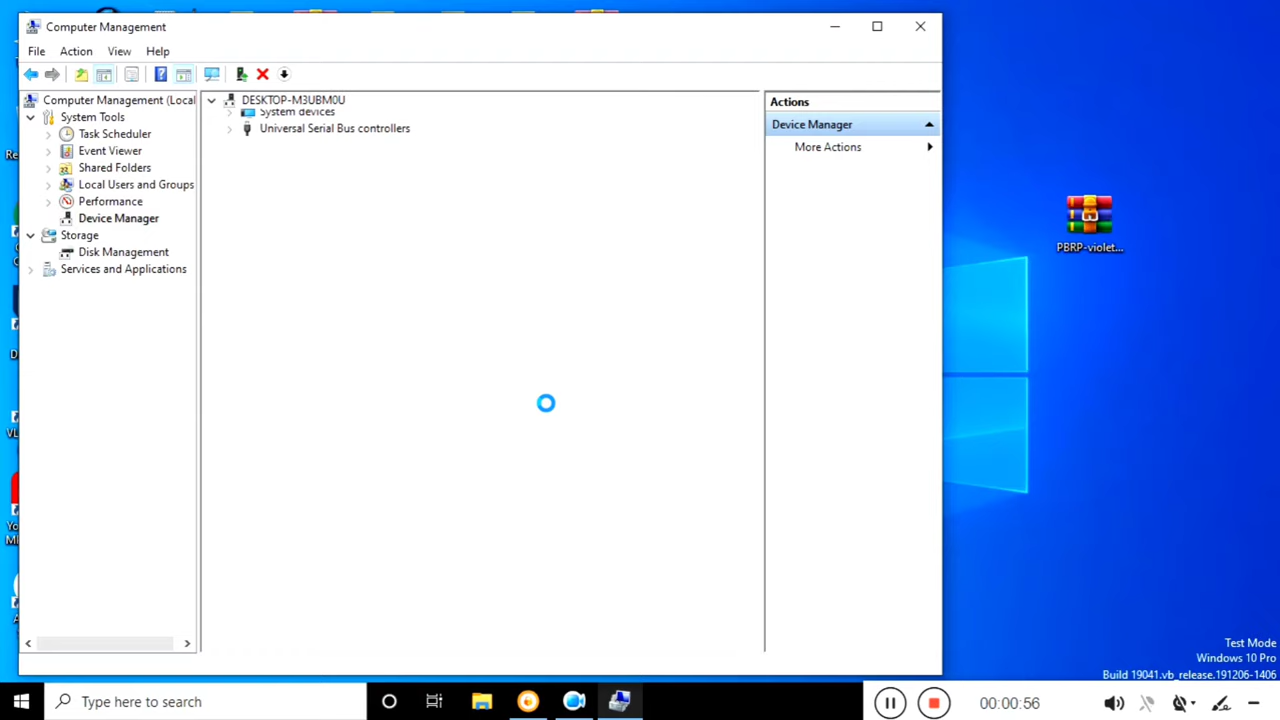 Computer Management
File Action View Help
Computer Management (Local
System Tools
Task Scheduler
Event Viewer
Shared Folders
Local Users and Groups
Performance
Device Manager
Storage
Disk Management
Services and Applications
DESKTOP-M3UBM0U
System devices
Universal Serial Bus controllers
Actions
Device Manager
More Actions
PBRP-violet...
Test Mode
Windows 10 Pro
Build 19041.vb_release.191206-1406
Type here to search
00:00:56